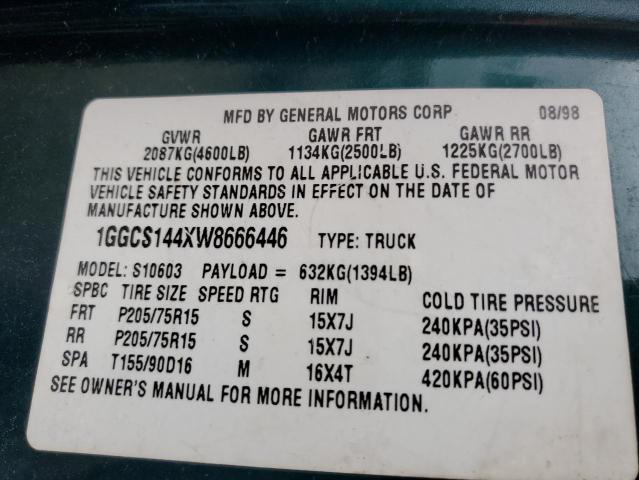 MFD BY GENERAL MOTORS CORP 08/98
GVWR GAWR FRT GAWR RR
2087KG(4600LB) 1134KG(2500LB) 1225KG(2700LB)
THIS VEHICLE CONFORMS TO ALL APPLICABLE U.S. FEDERAL MOTOR
VEHICLE SAFETY STANDARDS IN EFFECT ON THE DATE OF
MANUFACTURE SHOWN ABOVE.
1GGCS144XW8666446 TYPE: TRUCK
MODEL: S10603 PAYLOAD = 632KG(1394LB)
SPBC TIRE SIZE SPEED RTG RIM COLD TIRE PRESSURE
FRT P205/75R15 S 15X7J 240KPA(35PSI)
RR P205/75R15 S 15X7J 240KPA(35PSI)
SPA T155/90D16 M 16X4T 420KPA(60PSI)
SEE OWNER'S MANUAL FOR MORE INFORMATION.